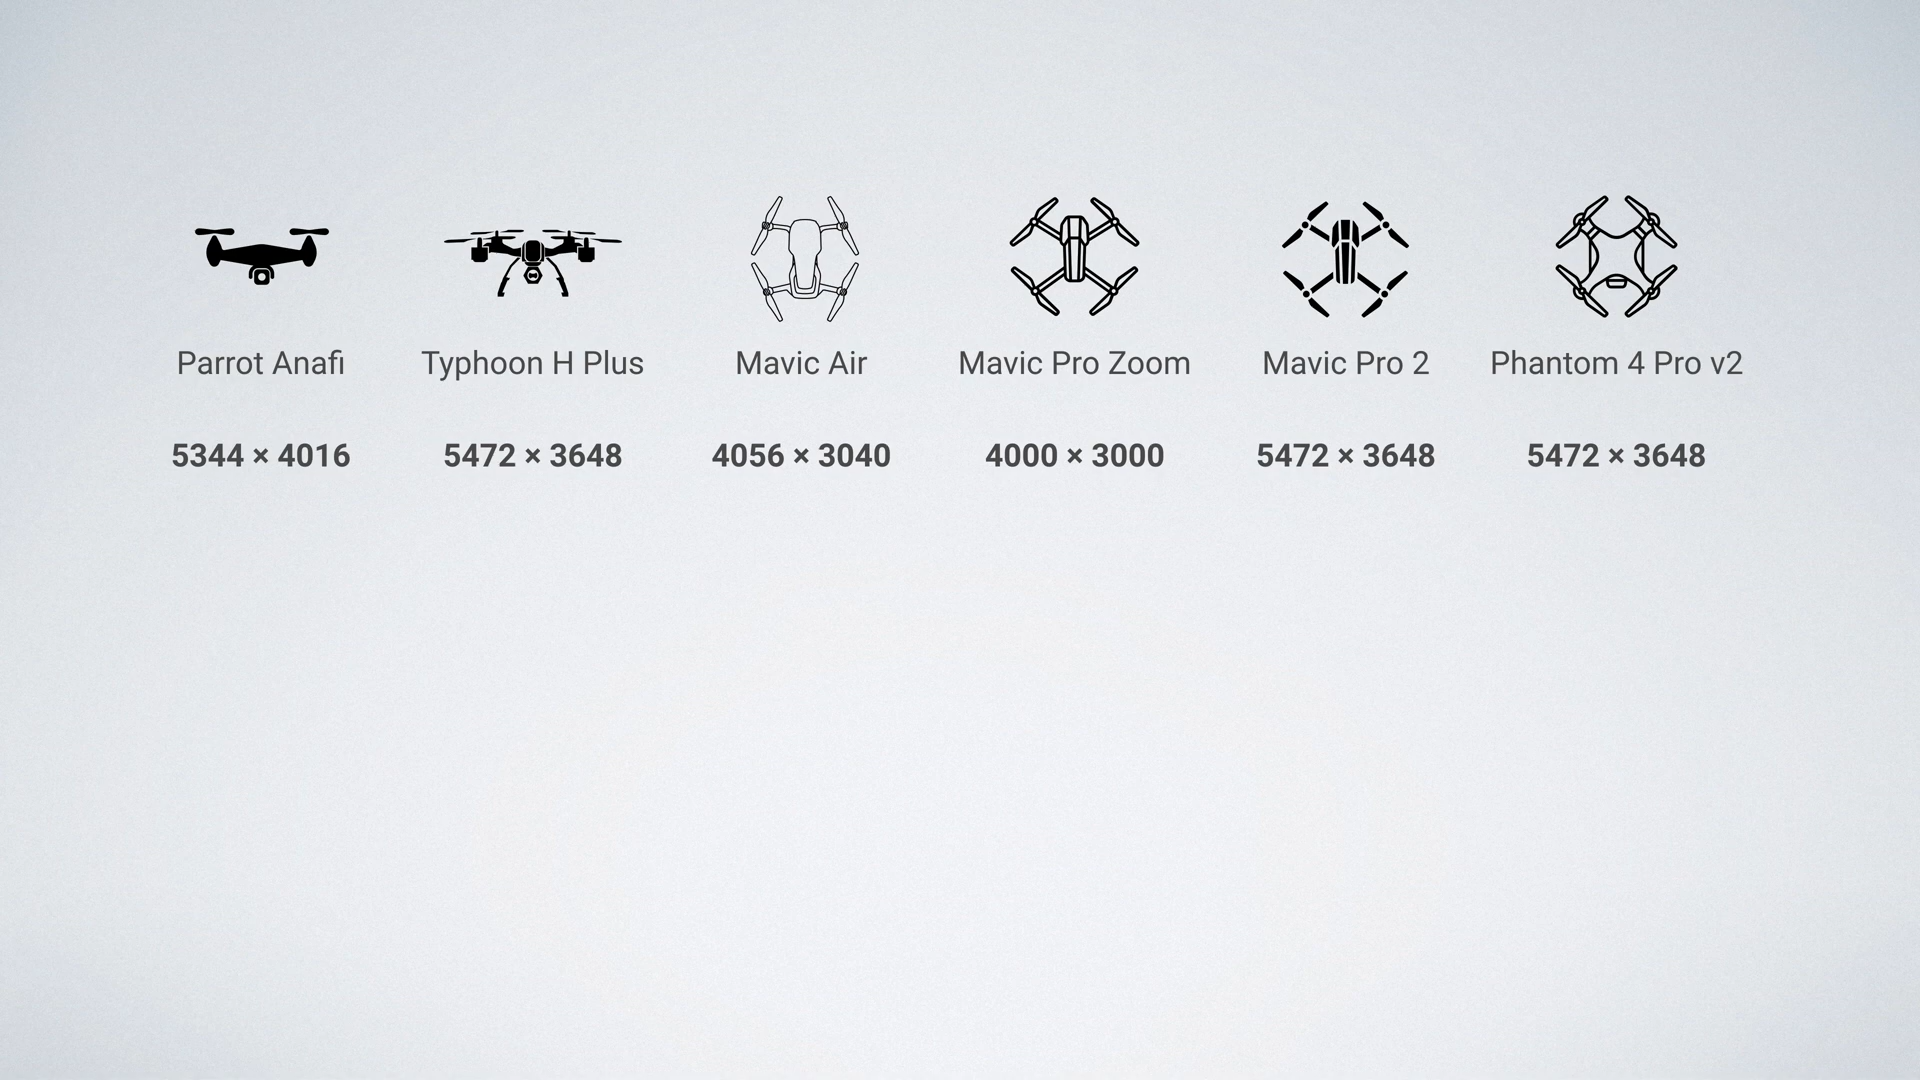 Parrot Anafi Typhoon H Plus Mavic Air Mavic Pro Zoom Mavic Pro 2 Phantom 4 Pro v2
5344 × 4016 5472 × 3648 4056 × 3040 4000 × 3000 5472 × 3648 5472 × 3648